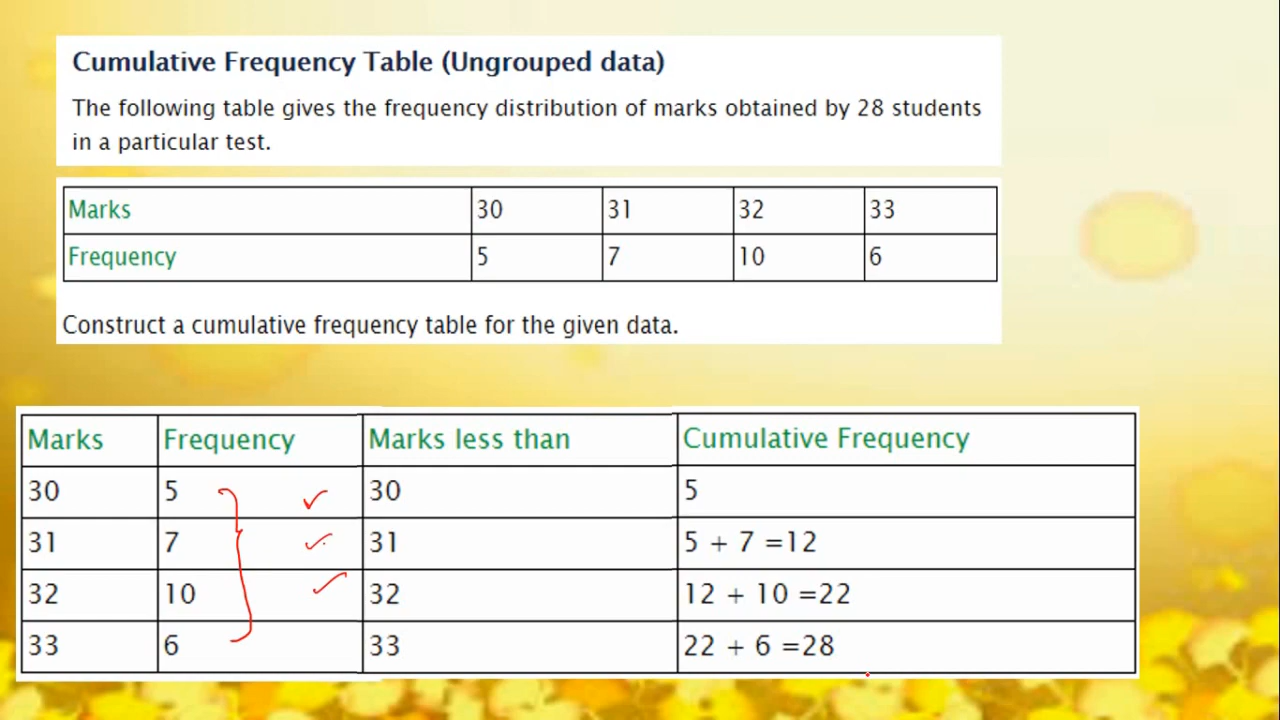 Cumulative Frequency Table (Ungrouped data)
The following table gives the frequency distribution of marks obtained by 28 students
in a particular test.
Marks 30 31 32 33
Frequency 5 7 10 6
Construct a cumulative frequency table for the given data.
Marks Frequency Marks less than Cumulative Frequency
30 5 30 5
31 7 31 5 + 7 =12
32 10 32 12 + 10 =22
33 6 33 22 + 6 =28